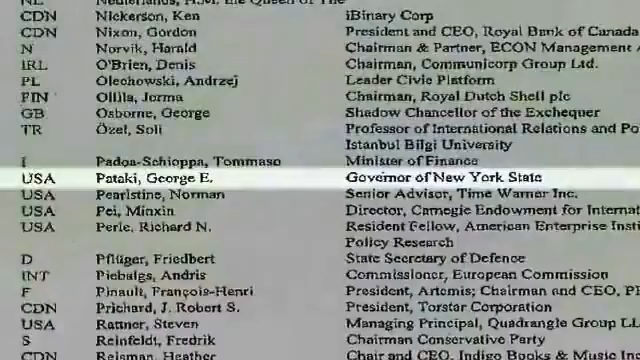 NL Netherlands, H.M. the Queen of The
CDN Nickerson, Ken iBinary Corp
CDN Nixon, Gordon President and CEO, Royal Bank of Canada
N Norvik, Harald Chairman & Partner, ECON Management
IRL O'Brien, Denis Chairman, Communicorp Group Ltd.
PL Olechowski, Andrzej Leader Civic Platform
FIN Ollila, Jorma Chairman, Royal Dutch Shell plc
GB Osborne, George Shadow Chancellor of the Exchequer
TR Özel, Soli Professor of International Relations and Po
Istanbul Bilgi University
I Padoa-Schioppa, Tommaso Minister of Finance
USA Pataki, George E. Governor of New York State
USA Pearlstine, Norman Senior Advisor, Time Warner Inc.
USA Pei, Minxin Director, Carnegie Endowment for Internat
USA Perle, Richard N. Resident Fellow, American Enterprise Insti
Policy Research
D Pflüger, Friedbert State Secretary of Defence
INT Piebalgs, Andris Commissioner, European Commission
F Pinault, François-Henri President, Artemis; Chairman and CEO, PP
CDN Prichard, J. Robert S. President, Torstar Corporation
USA Rattner, Steven Managing Principal, Quadrangle Group LL
S Reinfeldt, Fredrik Chairman Conservative Party
CDN Reisman, Heather Chair and CEO, Indigo Books & Music Inc